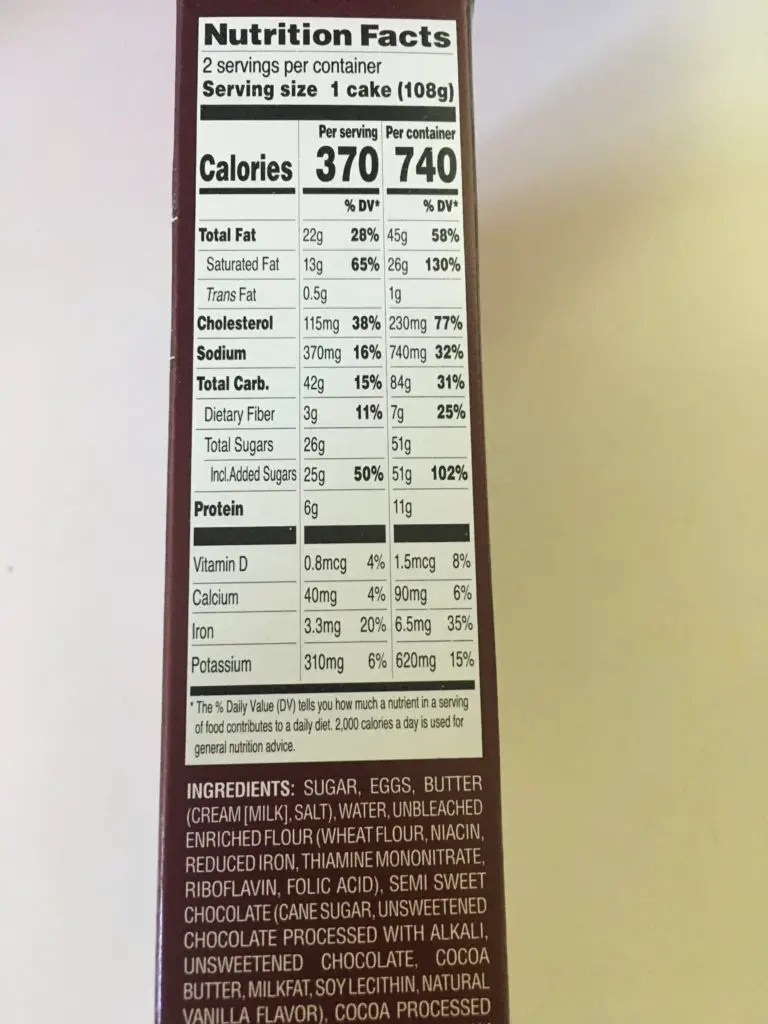 Nutrition Facts
2 servings per container
Serving size 1 cake (108g)
Per serving Per container
Calories 370 740
% DV* % DV*
Total Fat 22g 28% 45g 58%
Saturated Fat 13g 65% 26g 130%
Trans Fat 0.5g 1g
Cholesterol 115mg 38% 230mg 77%
Sodium 370mg 16% 740mg 32%
Total Carb. 42g 15% 84g 31%
Dietary Fiber 3g 11% 7g 25%
Total Sugars 26g 51g
Incl.Added Sugars 25g 50% 51g 102%
Protein 6g 11g
Vitamin D 0.8mcg 4% 1.5mcg 8%
Calcium 40mg 4% 90mg 6%
Iron 3.3mg 20% 6.5mg 35%
Potassium 310mg 6% 620mg 15%
* The % Daily Value (DV) tells you how much a nutrient in a serving
of food contributes to a daily diet. 2,000 calories a day is used for
general nutrition advice.
INGREDIENTS: SUGAR, EGGS, BUTTER
(CREAM [MILK], SALT), WATER, UNBLEACHED
ENRICHED FLOUR (WHEAT FLOUR, NIACIN,
REDUCED IRON, THIAMINE MONONITRATE,
RIBOFLAVIN, FOLIC ACID), SEMI SWEET
CHOCOLATE (CANE SUGAR, UNSWEETENED
CHOCOLATE PROCESSED WITH ALKALI,
UNSWEETENED CHOCOLATE, COCOA
BUTTER, MILKFAT, SOY LECITHIN, NATURAL
VANILLA FLAVOR), COCOA PROCESSED